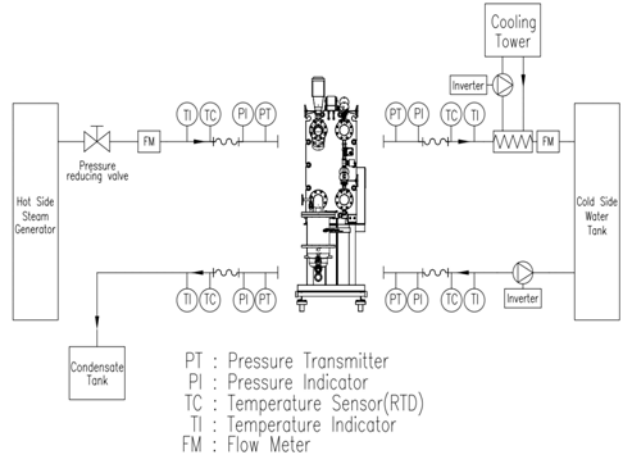 Cooling
Tower
Inverter
TI TC PI PT
PT PI TC TI
FM
FM
Pressure
reducing valve
Hot Side
Steam
Generator
Cold Side
Water
Tank
TI TC PI PT
PT PI TC TI
Inverter
Condensate
Tank
PT : Pressure Transmitter
PI : Pressure Indicator
TC : Temperature Sensor(RTD)
TI : Temperature Indicator
FM : Flow Meter